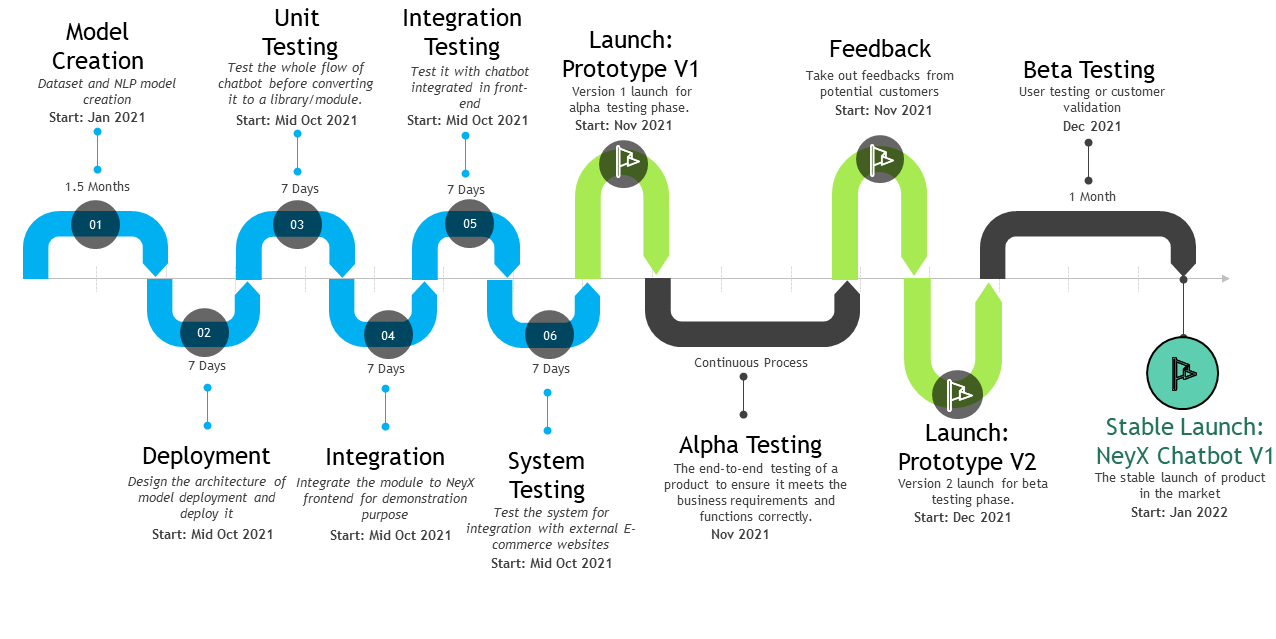 Model
Creation
Dataset and NLP model
creation
Start: Jan 2021
1.5 Months
01
02
7 Days
Deployment
Design the architecture of
model deployment and
deploy it
Start: Mid Oct 2021
Unit
Testing
Test the whole flow of
chatbot before converting
it to a library/module.
Start: Mid Oct 2021
7 Days
03
04
7 Days
Integration
Integrate the module to NeyX
frontend for demonstration
purpose
Start: Mid Oct 2021
Integration
Testing
Test it with chatbot
integrated in front-
end
Start: Mid Oct 2021
7 Days
05
06
7 Days
System
Testing
Test the system for
integration with external E-
commerce websites
Start: Mid Oct 2021
Launch:
Prototype V1
Version 1 launch for
alpha testing phase.
Start: Nov 2021
Continuous Process
Alpha Testing
The end-to-end testing of a
product to ensure it meets the
business requirements and
functions correctly.
Nov 2021
Feedback
Take out feedbacks from
potential customers
Start: Nov 2021
Launch:
Prototype V2
Version 2 launch for beta
testing phase.
Start: Dec 2021
Beta Testing
User testing or customer
validation
Dec 2021
1 Month
Stable Launch:
NeyX Chatbot V1
The stable launch of product
in the market
Start: Jan 2022